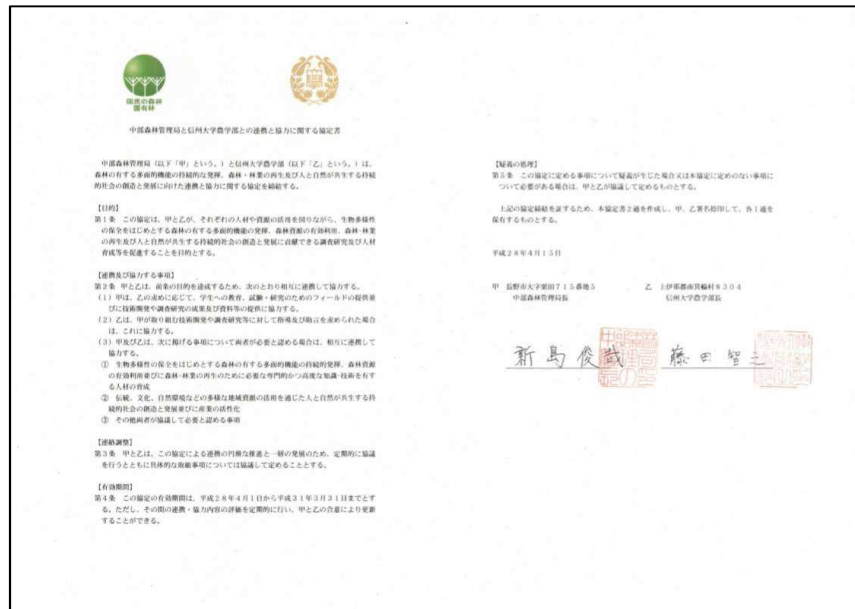 国民の森林
国有林
中部森林管理局と信州大学農学部との連携と協力に関する協定書
中部森林管理局(以下「甲」という。)と信州大学農学部(以下「乙」という。)は、
森林の有する多面的機能の持続的な発揮、森林・林業の再生及び人と自然が共生する持続
的社会の創造と発展に向けた連携と協力に関する協定を締結する。
【目的】
第1条 この協定は、甲と乙が、それぞれの人材や資源の活用を図りながら、生物多様性
の保全をはじめとする森林の有する多面的機能の発揮、森林資源の有効利用、森林・林業
の再生及び人と自然が共生する持続的社会の創造と発展に貢献できる調査研究及び人材
育成等を促進することを目的とする。
【連携及び協力する事項】
第2条 甲と乙は、前条の目的を達成するため、次のとおり相互に連携して協力する。
(1)甲は、乙の求めに応じて、学生への教育、試験・研究のためのフィールドの提供並
びに技術開発や調査研究の成果及び資料等の提供に協力する。
(2)乙は、甲が取り組む技術開発や調査研究等に対して指導及び助言を求められた場合
は、これに協力する。
(3)甲及び乙は、次に掲げる事項について両者が必要と認める場合は、相互に連携して
協力する。
① 生物多様性の保全をはじめとする森林の有する多面的機能の持続的発揮、森林資源
の有効利用並びに森林・林業の再生のために必要な専門的かつ高度な知識・技術を有す
る人材の育成
② 伝統、文化、自然環境などの多様な地域資源の活用を通じた人と自然が共生する持
続的社会の創造と発展並びに産業の活性化
③ その他両者が協議して必要と認める事項
【連絡調整】
第3条 甲と乙は、この協定による連携の円滑な推進と一層の発展のため、定期的に協議
を行うとともに具体的な取組事項については協議して定めることとする。
【有効期間】
第4条 この協定の有効期間は、平成28年4月1日から平成31年3月31日までとす
る。ただし、その間の連携・協力内容の評価を定期的に行い、甲と乙の合意により更新
することができる。
【疑義の処理】
第5条 この協定に定める事項について疑義が生じた場合又は本協定に定めのない事項に
ついて必要がある場合は、甲と乙が協議して定めるものとする。
上記の協定締結を証するため、本協定書2通を作成し、甲、乙署名捺印して、各1通を
保有するものとする。
平成28年4月15日
甲 長野市大字栗田715番地5
中部森林管理局長
乙 上伊那郡南箕輪村8304
信州大学農学部長
新島俊哉
藤田智之